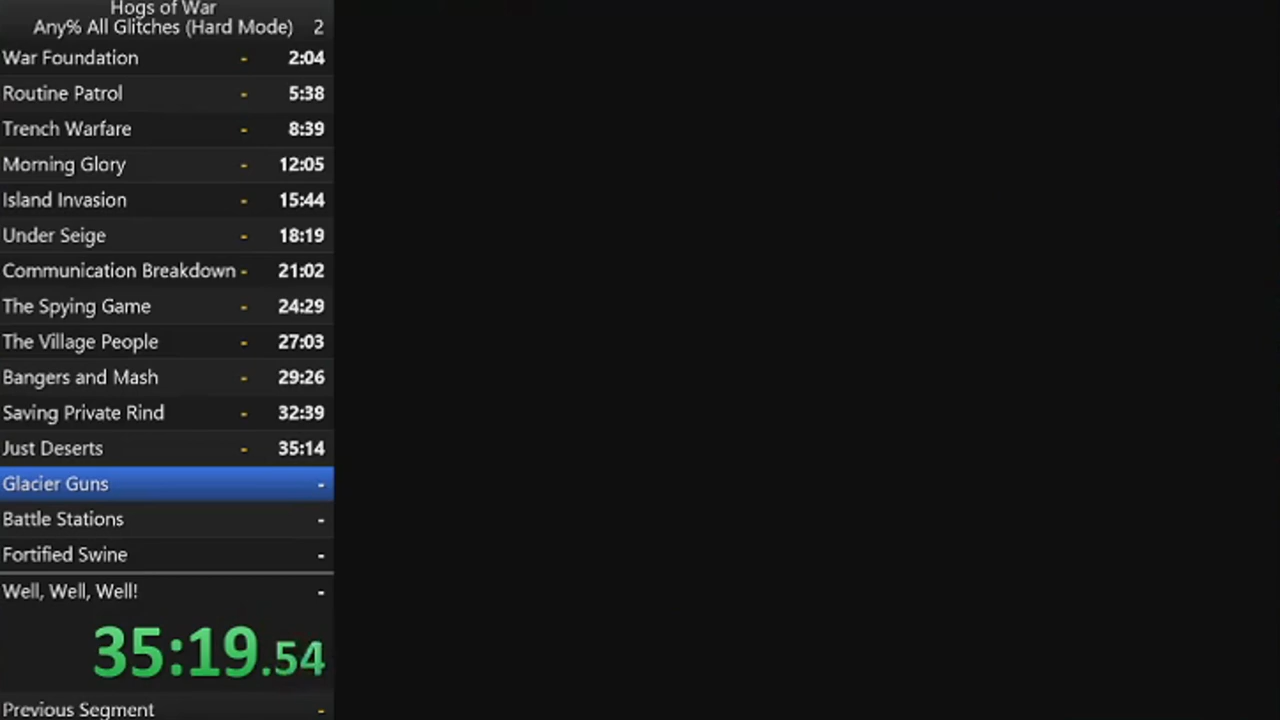 Hogs of War
Any% All Glitches (Hard Mode) 2
War Foundation - 2:04
Routine Patrol - 5:38
Trench Warfare - 8:39
Morning Glory - 12:05
Island Invasion - 15:44
Under Seige - 18:19
Communication Breakdown - 21:02
The Spying Game - 24:29
The Village People - 27:03
Bangers and Mash - 29:26
Saving Private Rind - 32:39
Just Deserts - 35:14
Glacier Guns -
Battle Stations -
Fortified Swine -
Well, Well, Well! -
35:19.54
Previous Segment -